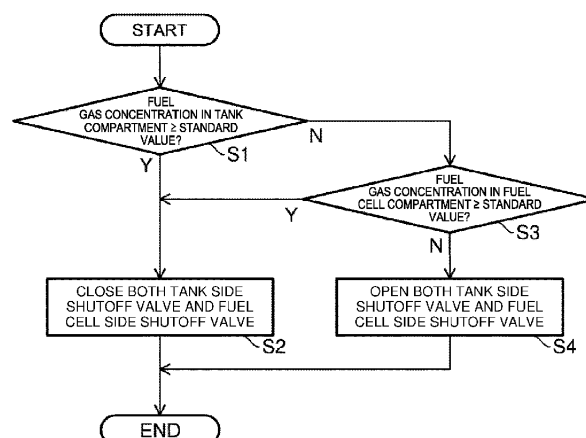 START
FUEL
GAS CONCENTRATION IN TANK
COMPARTMENT ≥ STANDARD
VALUE?
N
Y
S1
FUEL
GAS CONCENTRATION IN FUEL
CELL COMPARTMENT ≥ STANDARD
VALUE?
Y
S3
N
CLOSE BOTH TANK SIDE
SHUTOFF VALVE AND FUEL
CELL SIDE SHUTOFF VALVE
S2
OPEN BOTH TANK SIDE
SHUTOFF VALVE AND FUEL
CELL SIDE SHUTOFF VALVE
S4
END